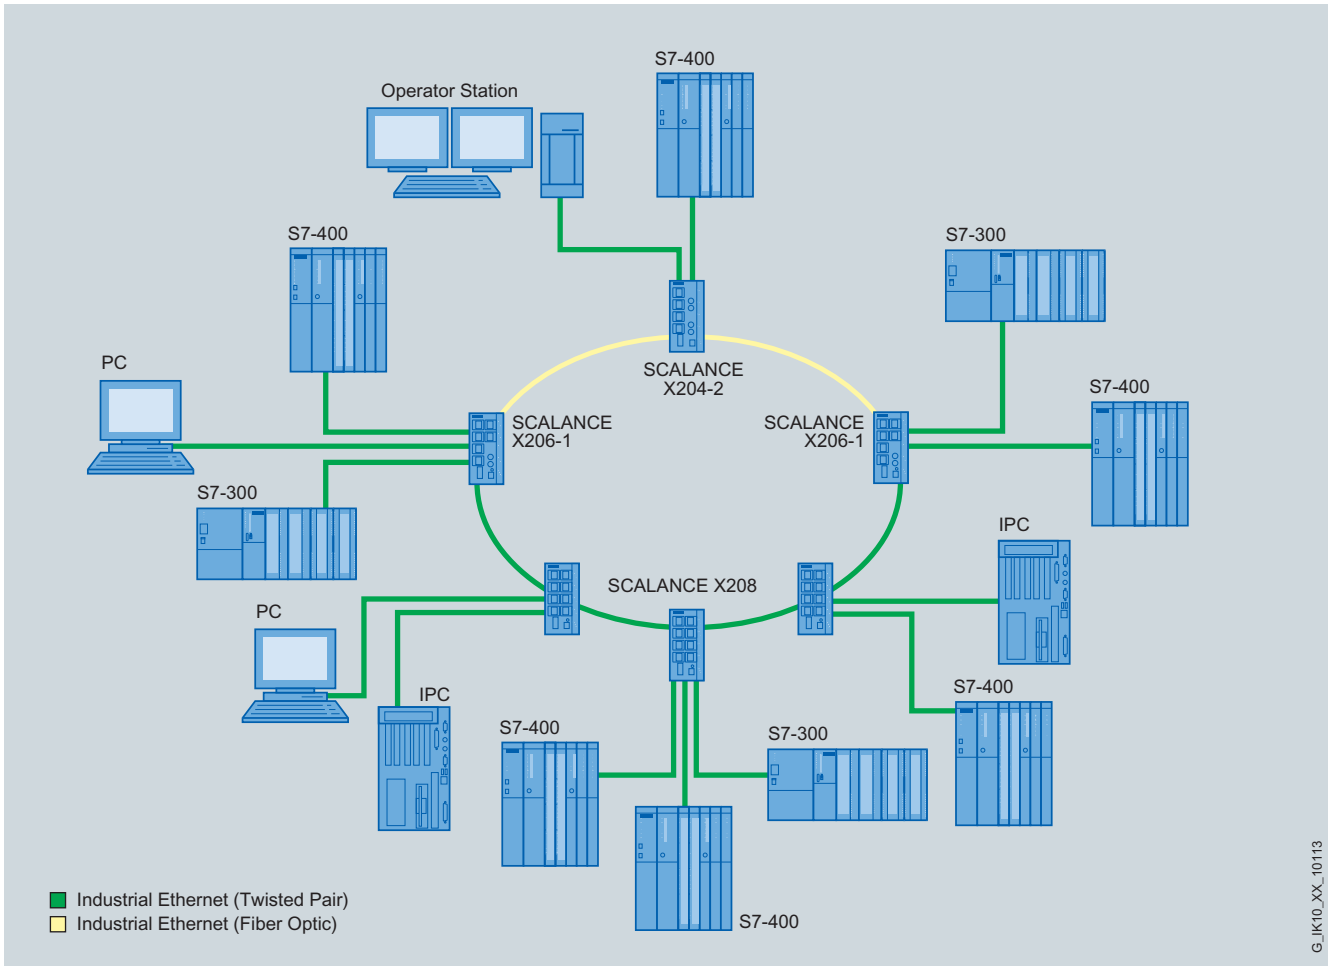 S7-400
Operator Station
S7-400
S7-300
PC
SCALANCE
X204-2
S7-400
SCALANCE
X206-1
SCALANCE
X206-1
S7-300
IPC
SCALANCE X208
PC
S7-400
IPC
S7-400
S7-300
S7-400
Industrial Ethernet (Twisted Pair)
Industrial Ethernet (Fiber Optic)
G_IK10_XX_10113